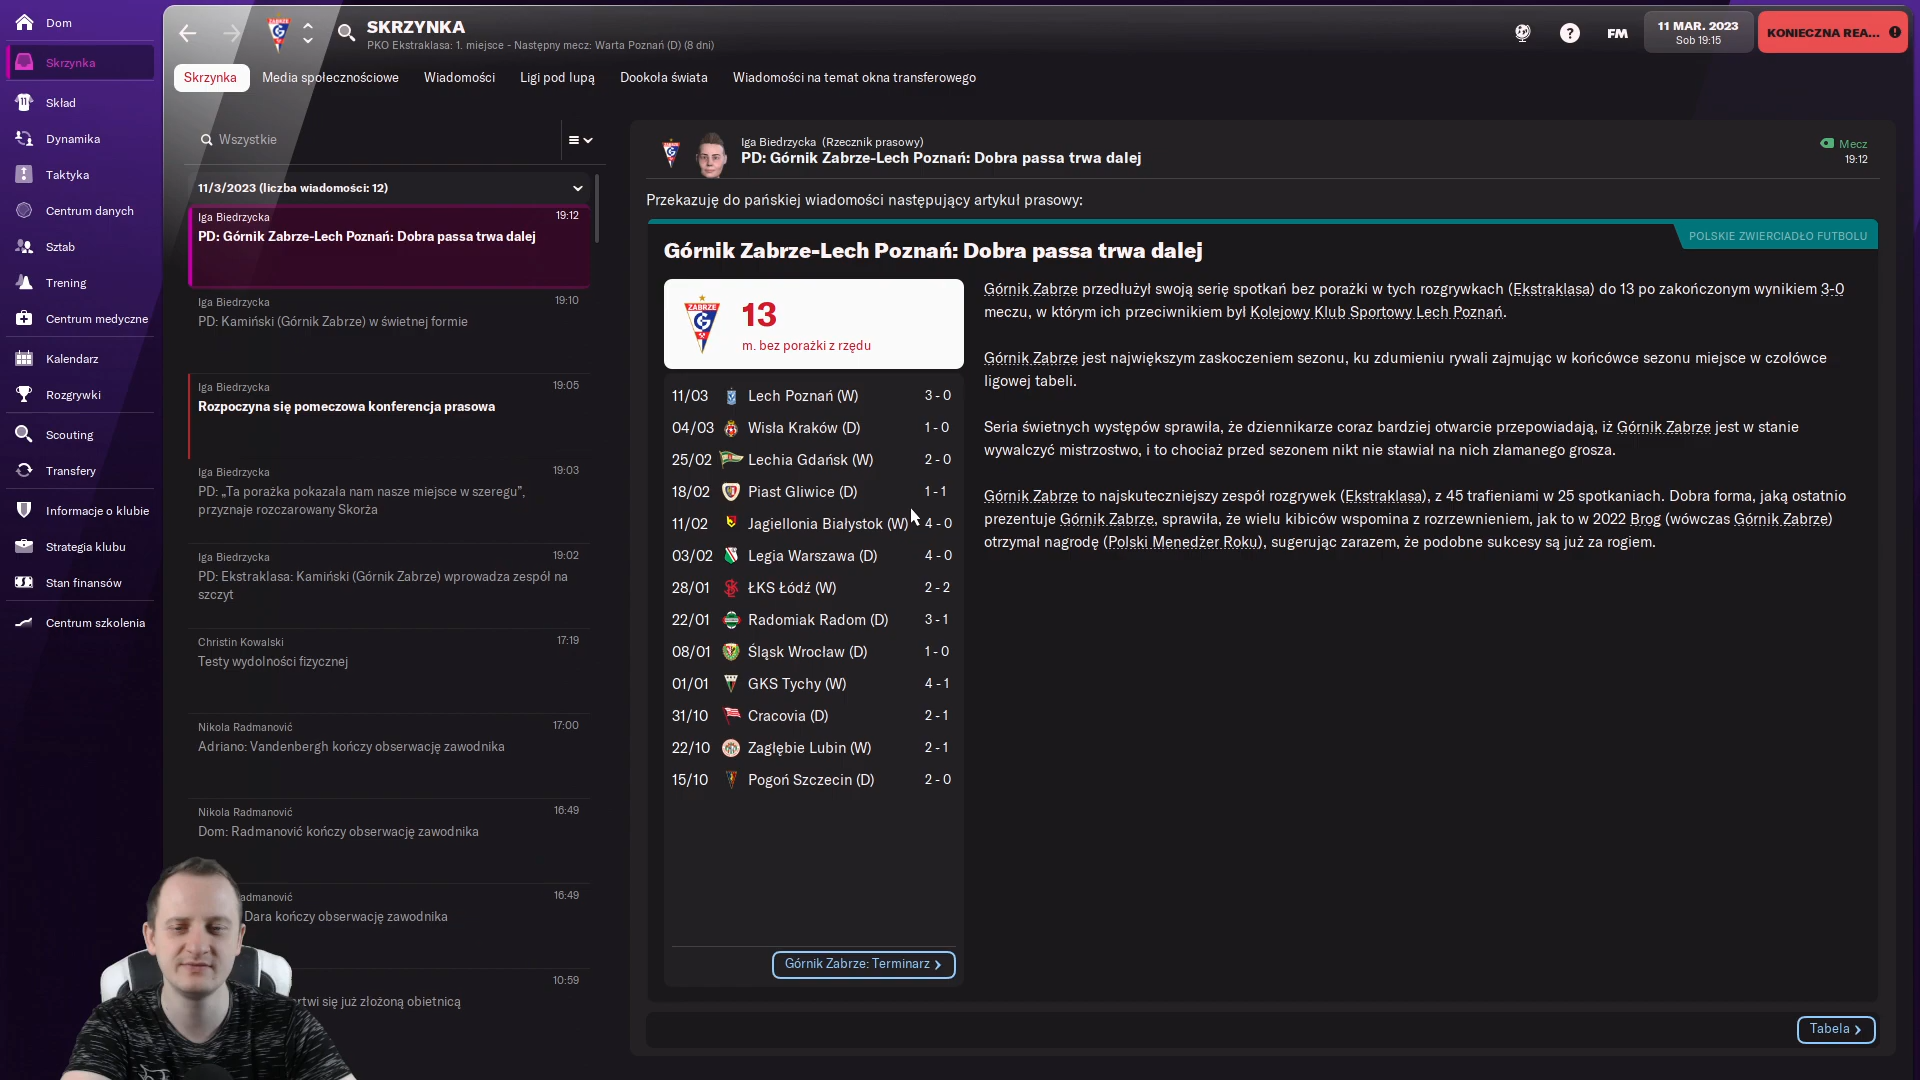 Dom
Skrzynka
Skład
Dynamika
Taktyka
Centrum danych
Sztab
Trening
Centrum medyczne
Kalendarz
Rozgrywki
Scouting
Transfery
Informacje o klubie
Strategia klubu
Stan finansów
Centrum szkolenia
SKRZYNKA
PKO Ekstraklasa: 1. miejsce - Następny mecz: Warta Poznań (D) (8 dni)
FM
11 MAR. 2023
Sob 19:15
KONIECZNA REA...
Skrzynka
Media społecznościowe
Wiadomości
Ligi pod lupą
Dookoła świata
Wiadomości na temat okna transferowego
Wszystkie
11/3/2023 (liczba wiadomości: 12)
Iga Biedrzycka 19:12
PD: Górnik Zabrze-Lech Poznań: Dobra passa trwa dalej
Iga Biedrzycka 19:10
PD: Kamiński (Górnik Zabrze) w świetnej formie
Iga Biedrzycka 19:05
Rozpoczyna się pomeczowa konferencja prasowa
Iga Biedrzycka 19:03
PD: „Ta porażka pokazała nam nasze miejsce w szeregu”,
przyznaje rozczarowany Skorża
Iga Biedrzycka 19:02
PD: Ekstraklasa: Kamiński (Górnik Zabrze) wprowadza zespół na
szczyt
Christin Kowalski 17:19
Testy wydolności fizycznej
Nikola Radmanović 17:00
Adriano: Vandenbergh kończy obserwację zawodnika
Nikola Radmanović 16:49
Dom: Radmanović kończy obserwację zawodnika
admanović 16:49
Dara kończy obserwację zawodnika
10:59
rtwi się już złożoną obietnicą
Iga Biedrzycka (Rzecznik prasowy)
PD: Górnik Zabrze-Lech Poznań: Dobra passa trwa dalej
Mecz
19:12
Przekazuję do pańskiej wiadomości następujący artykuł prasowy:
POLSKIE ZWIERCIADŁO FUTBOLU
Górnik Zabrze-Lech Poznań: Dobra passa trwa dalej
ZABRZE
13
m. bez porażki z rzędu
11/03 Lech Poznań (W) 3 - 0
04/03 Wisła Kraków (D) 1 - 0
25/02 Lechia Gdańsk (W) 2 - 0
18/02 Piast Gliwice (D) 1 - 1
11/02 Jagiellonia Białystok (W) 4 - 0
03/02 Legia Warszawa (D) 4 - 0
28/01 ŁKS Łódź (W) 2 - 2
22/01 Radomiak Radom (D) 3 - 1
08/01 Śląsk Wrocław (D) 1 - 0
01/01 GKS Tychy (W) 4 - 1
31/10 Cracovia (D) 2 - 1
22/10 Zagłębie Lubin (W) 2 - 1
15/10 Pogoń Szczecin (D) 2 - 0
Górnik Zabrze: Terminarz
Górnik Zabrze przedłużył swoją serię spotkań bez porażki w tych rozgrywkach (Ekstraklasa) do 13 po zakończonym wynikiem 3-0
meczu, w którym ich przeciwnikiem był Kolejowy Klub Sportowy Lech Poznań.
Górnik Zabrze jest największym zaskoczeniem sezonu, ku zdumieniu rywali zajmując w końcówce sezonu miejsce w czołówce
ligowej tabeli.
Seria świetnych występów sprawiła, że dziennikarze coraz bardziej otwarcie przepowiadają, iż Górnik Zabrze jest w stanie
wywalczyć mistrzostwo, i to chociaż przed sezonem nikt nie stawiał na nich złamanego grosza.
Górnik Zabrze to najskuteczniejszy zespół rozgrywek (Ekstraklasa), z 45 trafieniami w 25 spotkaniach. Dobra forma, jaką ostatnio
prezentuje Górnik Zabrze, sprawiła, że wielu kibiców wspomina z rozrzewnieniem, jak to w 2022 Brog (wówczas Górnik Zabrze)
otrzymał nagrodę (Polski Menedżer Roku), sugerując zarazem, że podobne sukcesy są już za rogiem.
Tabela